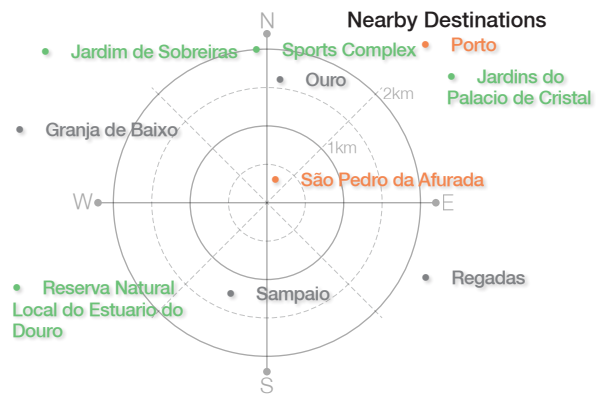 Nearby Destinations
N
Jardim de Sobreiras
Sports Complex
Porto
Ouro
Jardins do
Palacio de Cristal
2km
Granja de Baixo
1km
São Pedro da Afurada
W
E
Regadas
Reserva Natural
Local do Estuario do
Douro
Sampaio
S